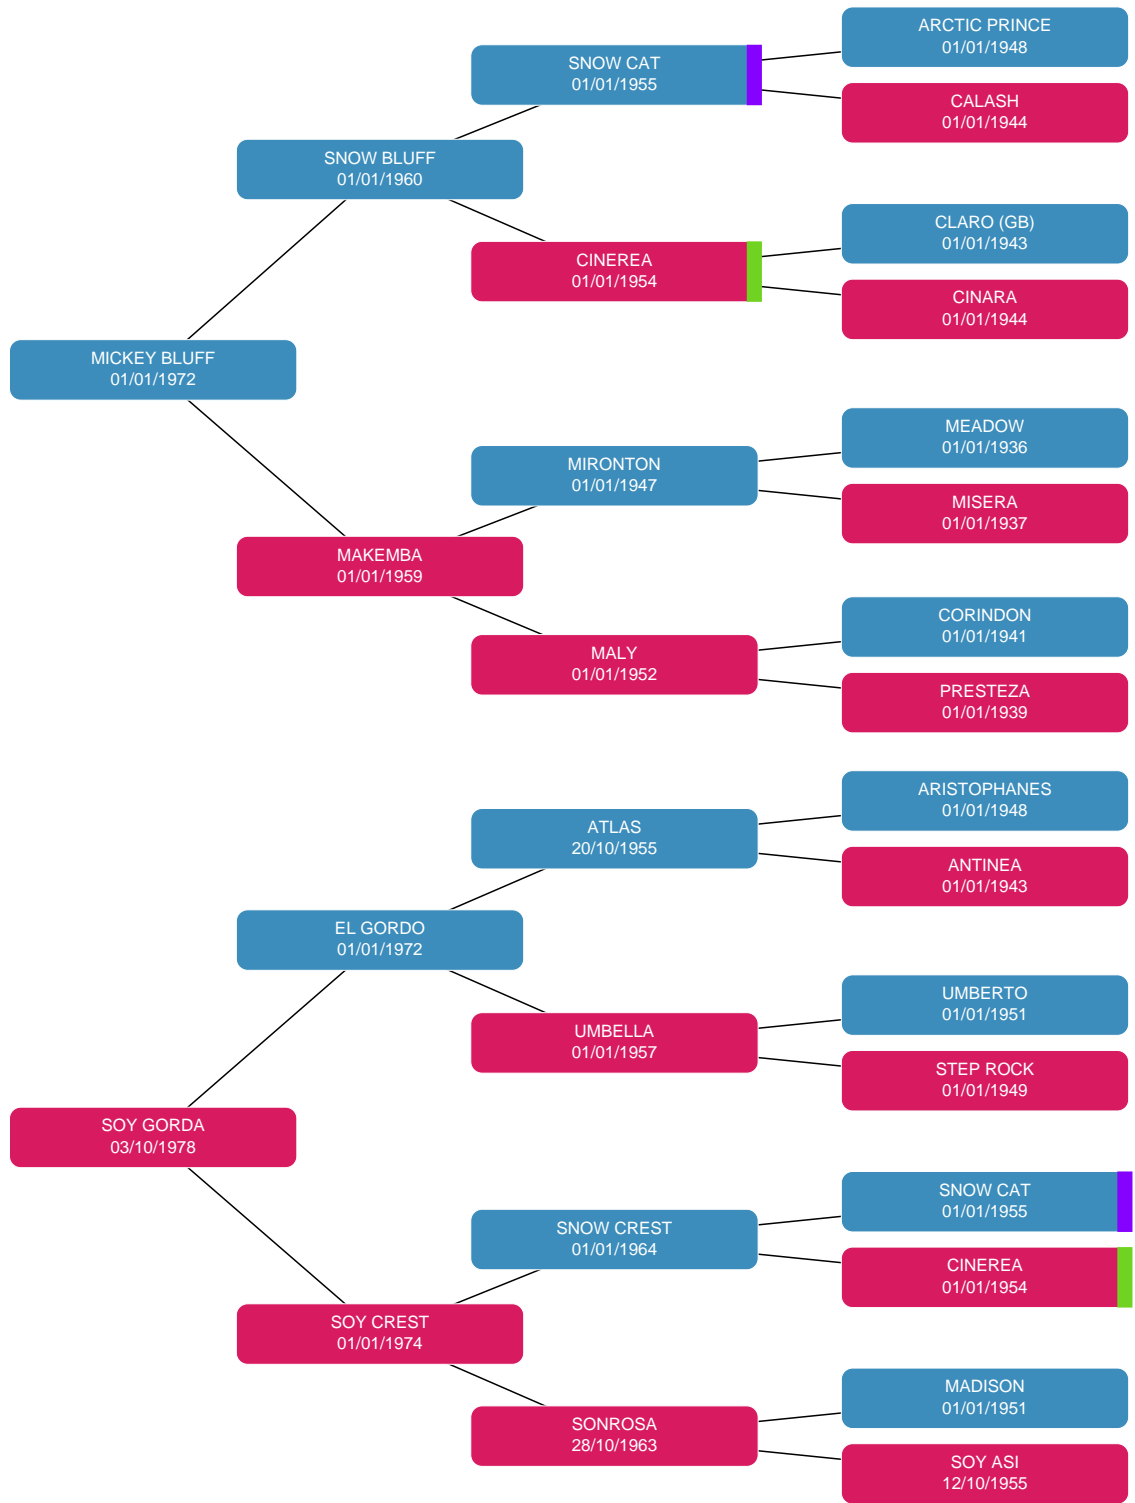 ARCTIC PRINCE
01/01/1948
SNOW CAT
01/01/1955
CALASH
01/01/1944
SNOW BLUFF
01/01/1960
CLARO (GB)
01/01/1943
CINEREA
01/01/1954
CINARA
01/01/1944
MICKEY BLUFF
01/01/1972
MEADOW
01/01/1936
MIRONTON
01/01/1947
MISERA
01/01/1937
MAKEMBA
01/01/1959
CORINDON
01/01/1941
MALY
01/01/1952
PRESTEZA
01/01/1939
ARISTOPHANES
01/01/1948
ATLAS
20/10/1955
ANTINEA
01/01/1943
EL GORDO
01/01/1972
UMBERTO
01/01/1951
UMBELLA
01/01/1957
STEP ROCK
01/01/1949
SOY GORDA
03/10/1978
SNOW CAT
01/01/1955
SNOW CREST
01/01/1964
CINEREA
01/01/1954
SOY CREST
01/01/1974
MADISON
01/01/1951
SONROSA
28/10/1963
SOY ASI
12/10/1955